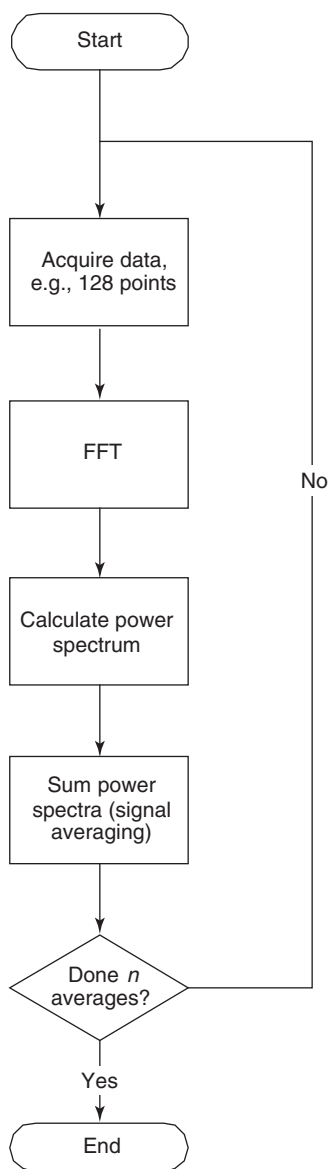 Start
Acquire data,
e.g., 128 points
FFT
No
Calculate power
spectrum
Sum power
spectra (signal
averaging)
Done n
averages?
Yes
End